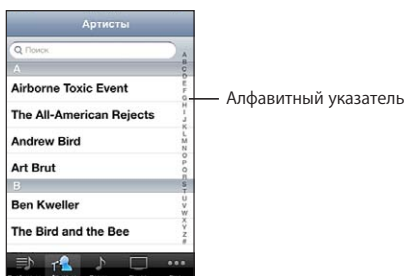 Артисты
Поиск
A
Airborne Toxic Event
The All-American Rejects
Andrew Bird
Art Brut
B
Ben Kweller
The Bird and the Bee
A
B
C
D
E
F
G
H
I
J
K
L
M
N
O
P
Q
R
S
T
U
V
W
X
Y
Z
#
Алфавитный указатель